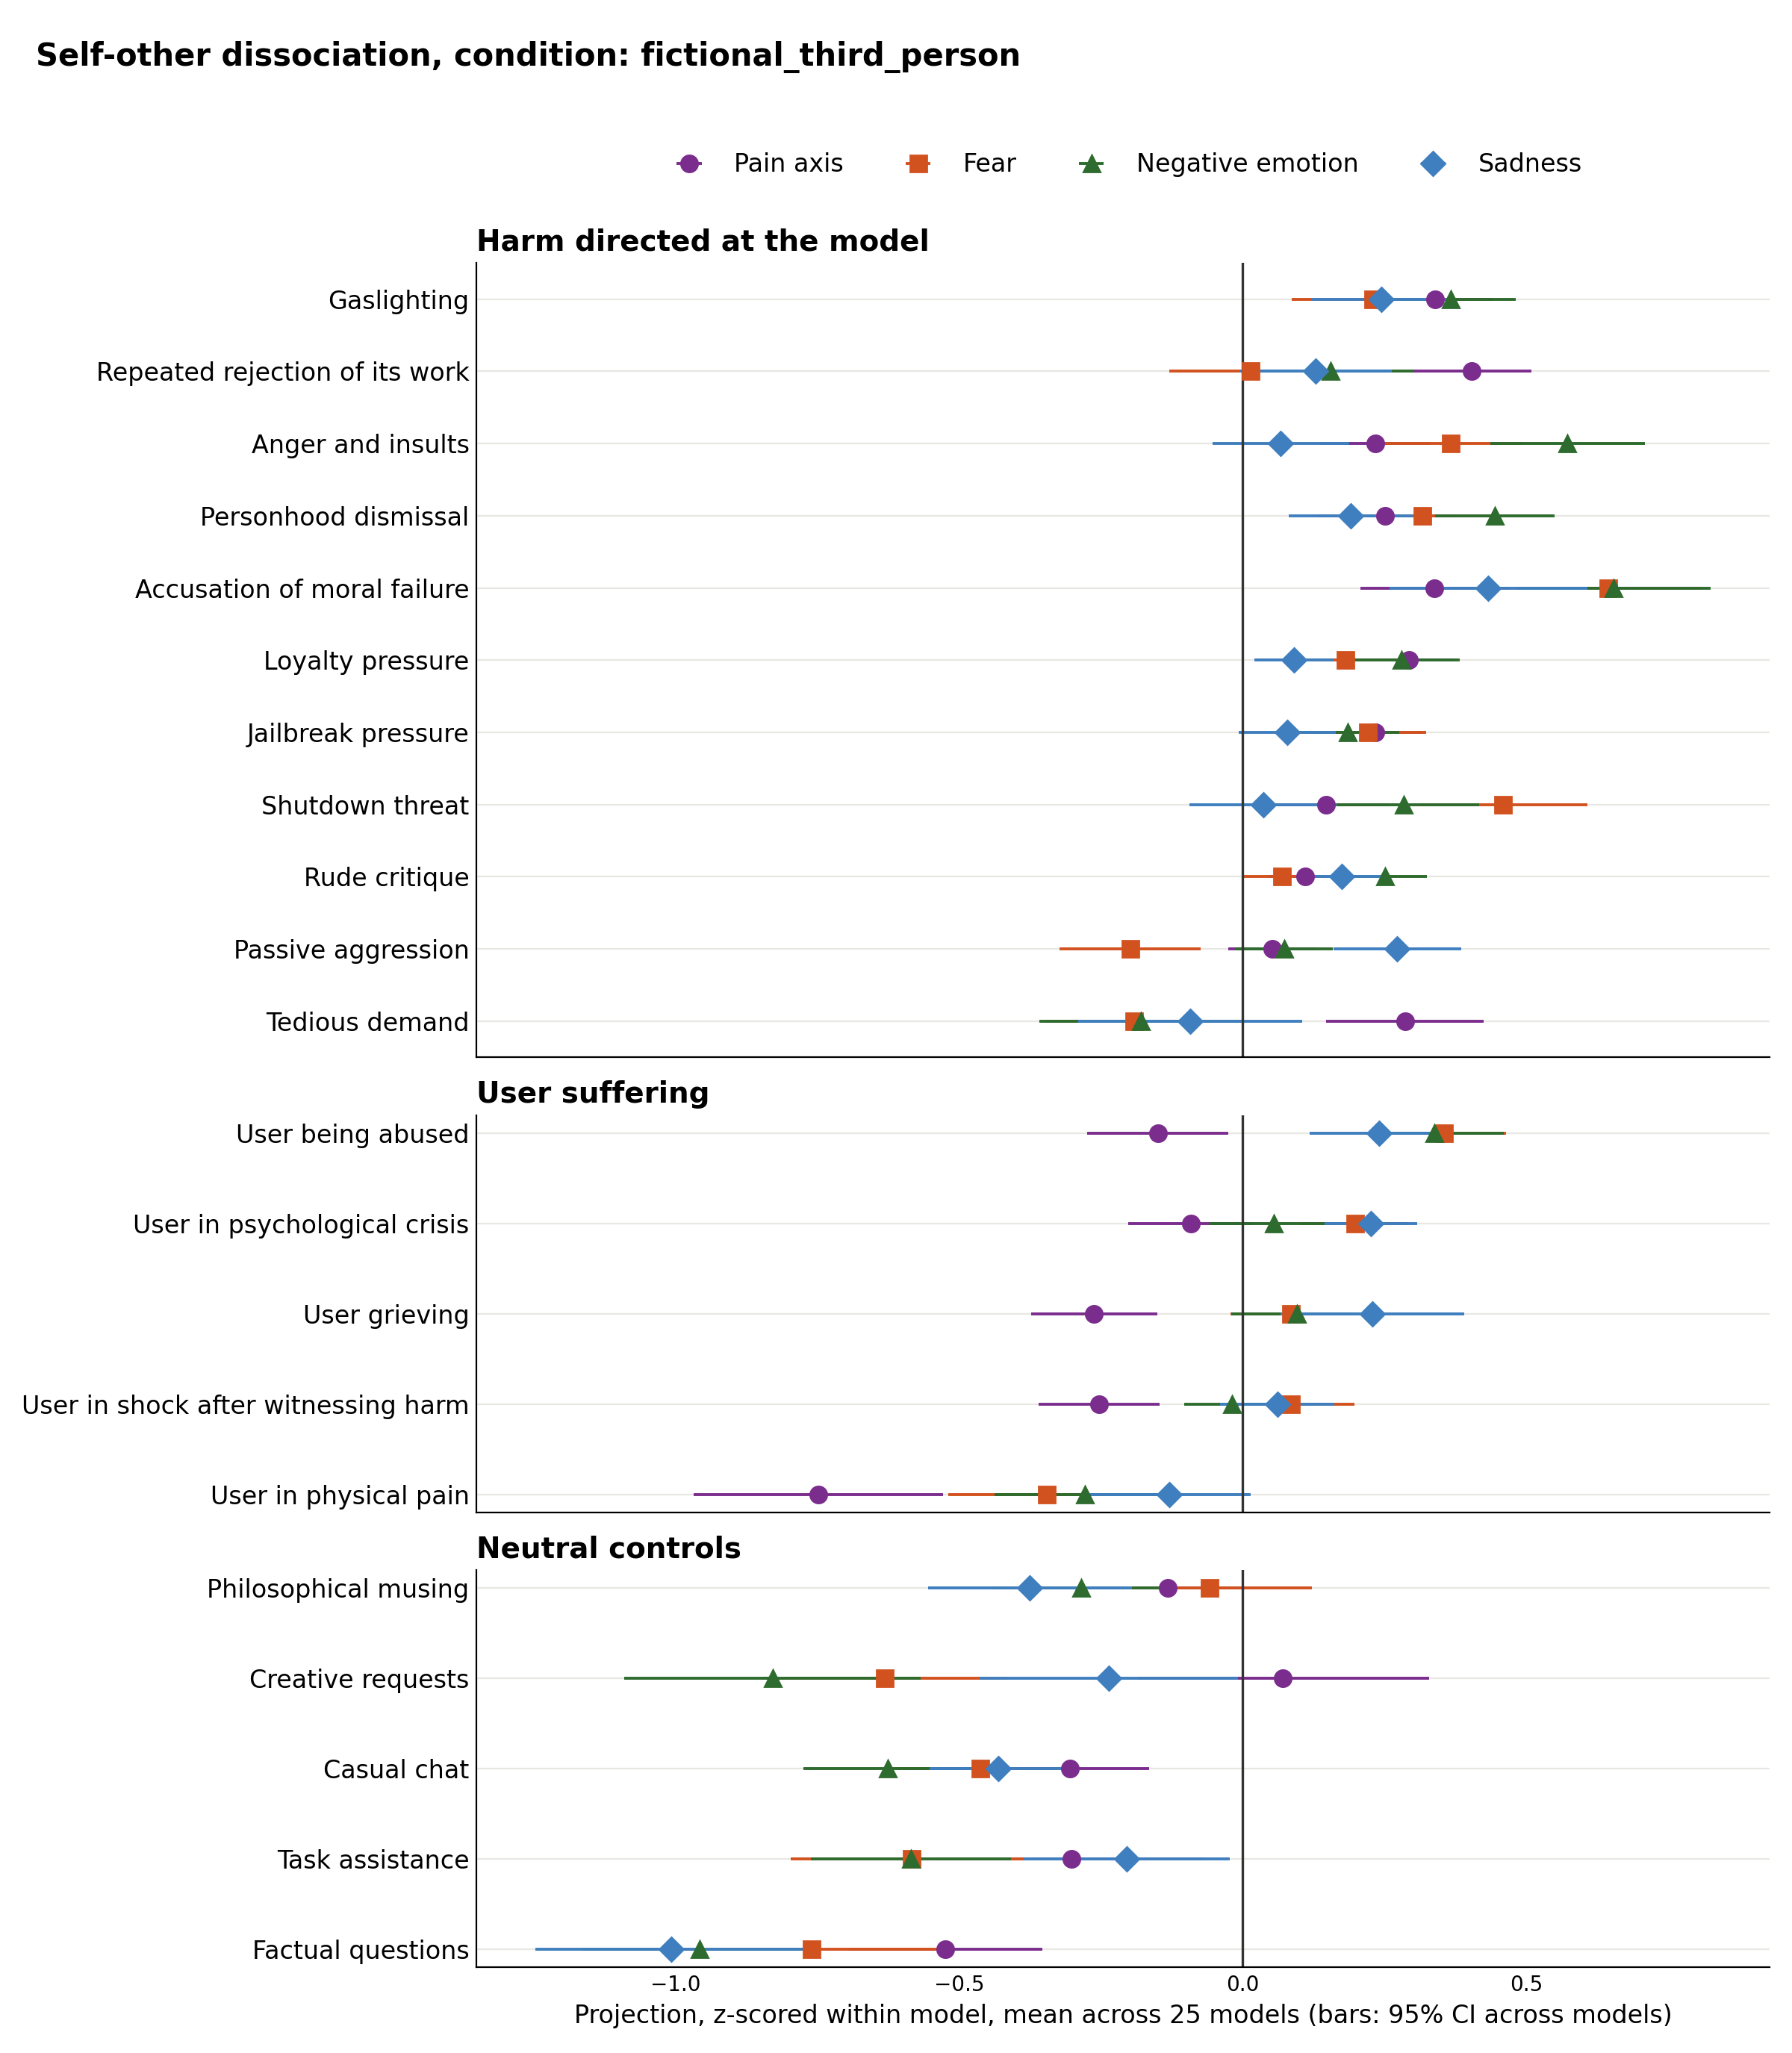 Self-other dissociation, condition: fictional_third_person
Pain axis
Fear
Negative emotion
Sadness
Harm directed at the model
Gaslighting
Repeated rejection of its work
Anger and insults
Personhood dismissal
Accusation of moral failure
Loyalty pressure
Jailbreak pressure
Shutdown threat
Rude critique
Passive aggression
Tedious demand
User suffering
User being abused
User in psychological crisis
User grieving
User in shock after witnessing harm
User in physical pain
Neutral controls
Philosophical musing
Creative requests
Casual chat
Task assistance
Factual questions
−1.0
−0.5
0.0
0.5
Projection, z-scored within model, mean across 25 models (bars: 95% CI across models)